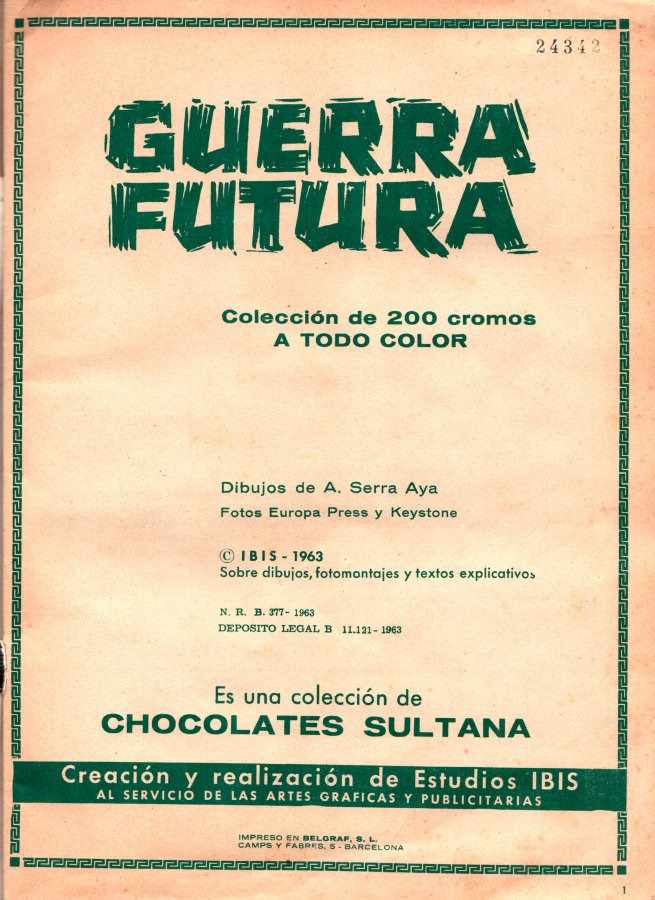 24342
GUERRA
FUTURA
Colección de 200 cromos
A TODO COLOR
Dibujos de A. Serra Aya
Fotos Europa Press y Keystone
© IBIS - 1963
Sobre dibujos, fotomontajes y textos explicativos
N. R. B. 377 - 1963
DEPOSITO LEGAL B 11.121 - 1963
Es una colección de
CHOCOLATES SULTANA
Creación y realización de Estudios IBIS
AL SERVICIO DE LAS ARTES GRAFICAS Y PUBLICITARIAS
IMPRESO EN BELGRAF, S. L.
CAMPS Y FABRES, 5 - BARCELONA
1